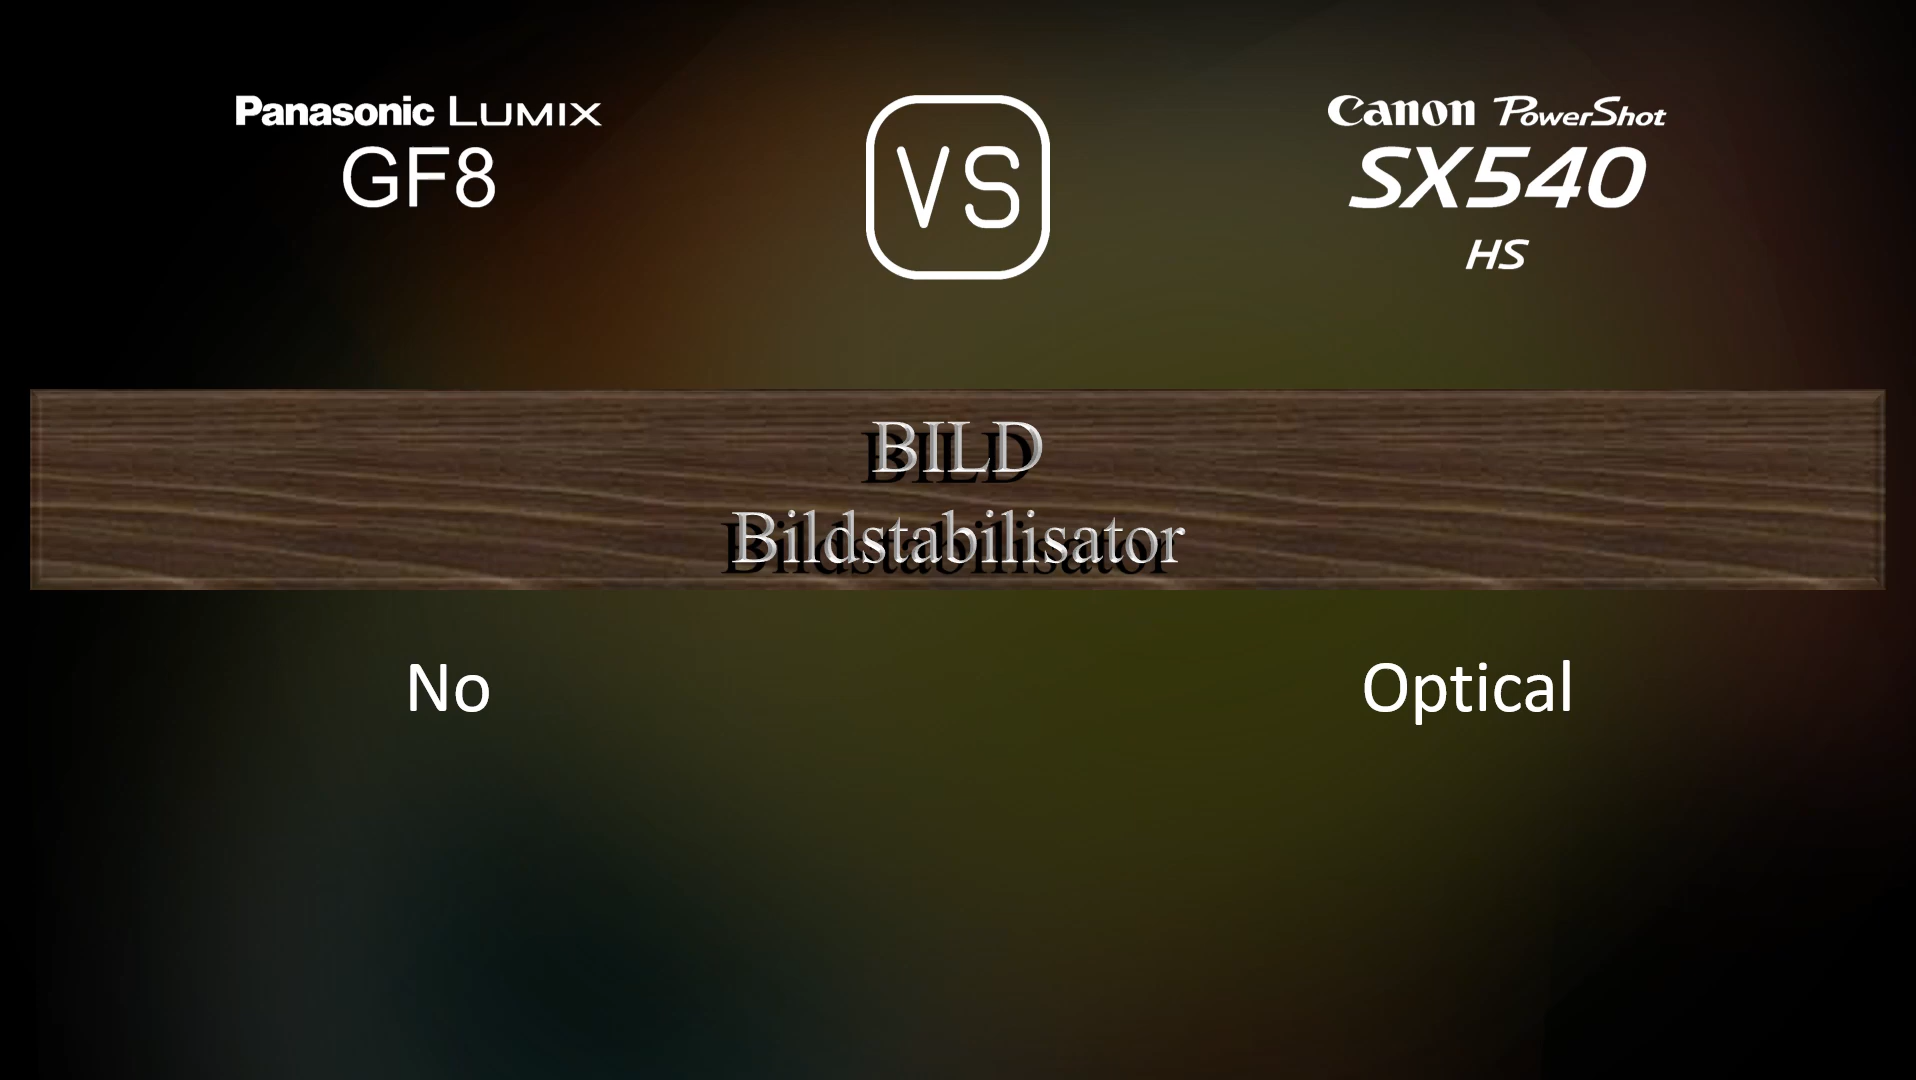 Panasonic LUMIX
GF8
VS
Canon PowerShot
SX540
HS
BILD
Bildstabilisator
No
Optical